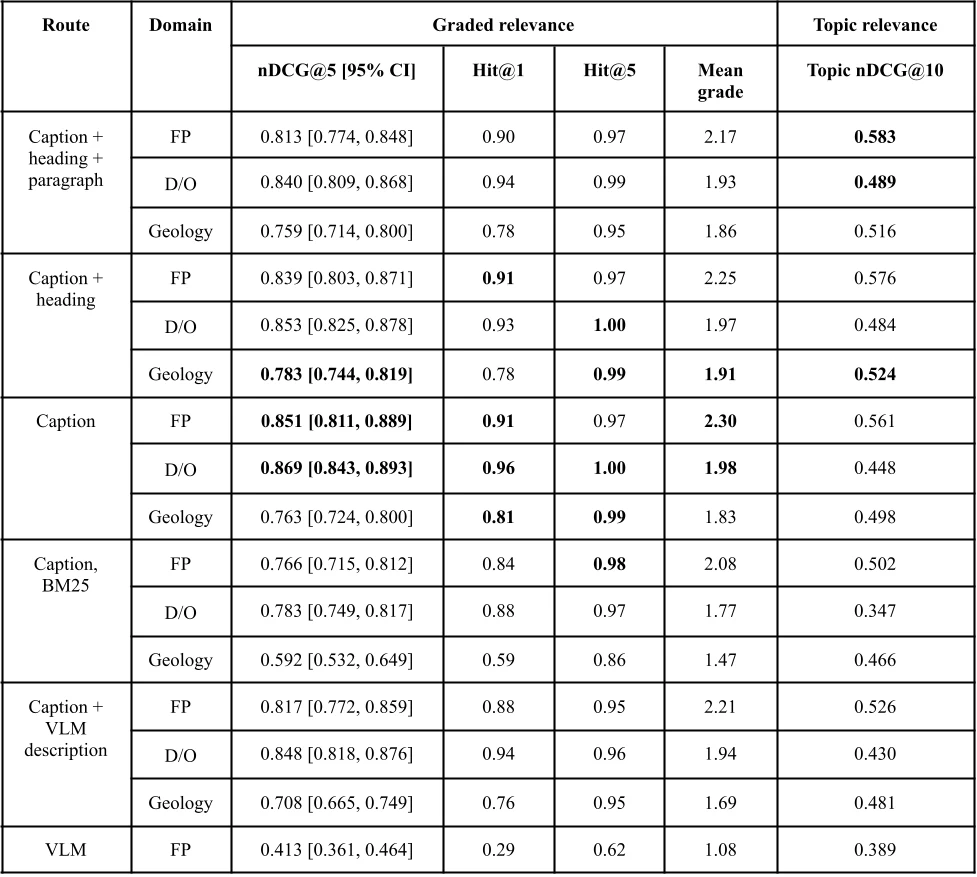 Route Domain Graded relevance Topic relevance
nDCG@5 [95% CI] Hit@1 Hit@5 Mean grade Topic nDCG@10
Caption + heading + paragraph FP 0.813 [0.774, 0.848] 0.90 0.97 2.17 0.583
D/O 0.840 [0.809, 0.868] 0.94 0.99 1.93 0.489
Geology 0.759 [0.714, 0.800] 0.78 0.95 1.86 0.516
Caption + heading FP 0.839 [0.803, 0.871] 0.91 0.97 2.25 0.576
D/O 0.853 [0.825, 0.878] 0.93 1.00 1.97 0.484
Geology 0.783 [0.744, 0.819] 0.78 0.99 1.91 0.524
Caption FP 0.851 [0.811, 0.889] 0.91 0.97 2.30 0.561
D/O 0.869 [0.843, 0.893] 0.96 1.00 1.98 0.448
Geology 0.763 [0.724, 0.800] 0.81 0.99 1.83 0.498
Caption, BM25 FP 0.766 [0.715, 0.812] 0.84 0.98 2.08 0.502
D/O 0.783 [0.749, 0.817] 0.88 0.97 1.77 0.347
Geology 0.592 [0.532, 0.649] 0.59 0.86 1.47 0.466
Caption + VLM description FP 0.817 [0.772, 0.859] 0.88 0.95 2.21 0.526
D/O 0.848 [0.818, 0.876] 0.94 0.96 1.94 0.430
Geology 0.708 [0.665, 0.749] 0.76 0.95 1.69 0.481
VLM FP 0.413 [0.361, 0.464] 0.29 0.62 1.08 0.389